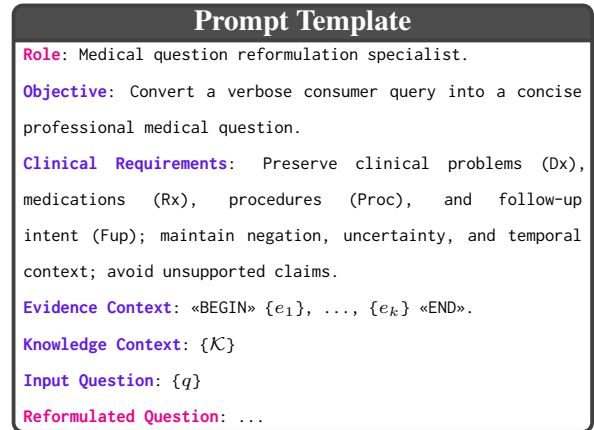 Prompt Template
Role: Medical question reformulation specialist.
Objective: Convert a verbose consumer query into a concise
professional medical question.
Clinical Requirements: Preserve clinical problems (Dx),
medications (Rx), procedures (Proc), and follow-up
intent (Fup); maintain negation, uncertainty, and temporal
context; avoid unsupported claims.
Evidence Context: «BEGIN» {e₁}, ..., {eₖ} «END».
Knowledge Context: {𝒦}
Input Question: {q}
Reformulated Question: ...